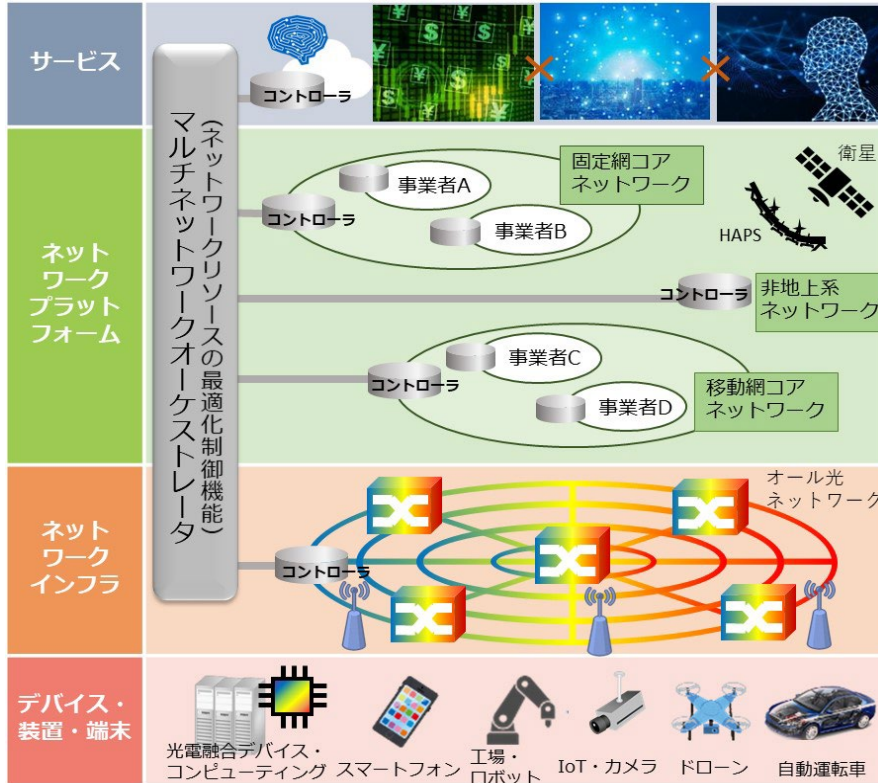 サービス
コントローラ
マルチネットワークオーケストレータ
(ネットワークリソースの最適化制御機能)
ネット
ワーク
プラット
フォーム
固定網コア
ネットワーク
事業者A
事業者B
コントローラ
衛星
HAPS
コントローラ
非地上系
ネットワーク
事業者C
事業者D
コントローラ
移動網コア
ネットワーク
ネット
ワーク
インフラ
オール光
ネットワーク
コントローラ
デバイス・
装置・端末
光電融合デバイス・
コンピューティング
スマートフォン
工場・
ロボット
IoT・カメラ
ドローン
自動運転車